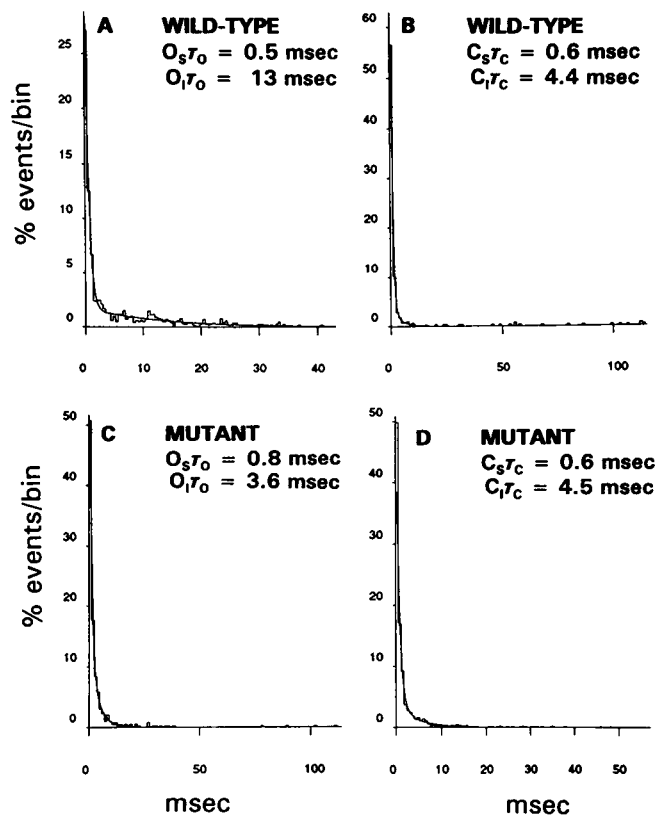 A WILD-TYPE
OSτO = 0.5 msec
OIτO = 13 msec
% events/bin
25
20
15
10
5
0
0 10 20 30 40
B WILD-TYPE
CSτC = 0.6 msec
CIτC = 4.4 msec
60
50
40
30
20
10
0
0 50 100
C MUTANT
OSτO = 0.8 msec
OIτO = 3.6 msec
% events/bin
50
40
30
20
10
0
0 50 100
msec
D MUTANT
CSτC = 0.6 msec
CIτC = 4.5 msec
50
40
30
20
10
0
0 10 20 30 40 50
msec